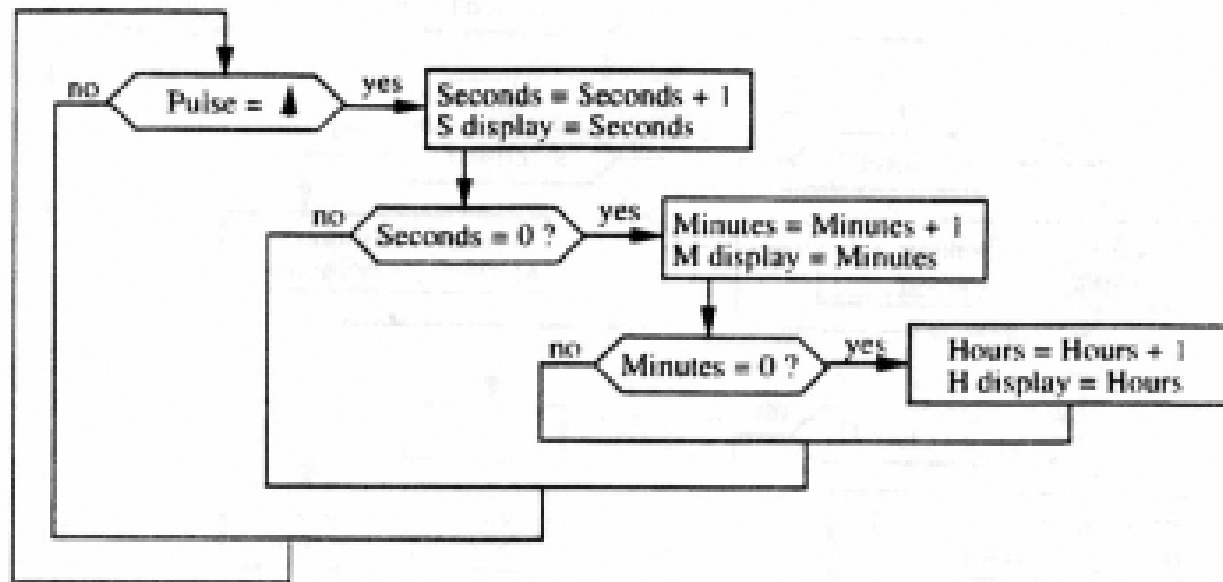 no
Pulse =
yes
Seconds = Seconds + 1
S display = Seconds
no
Seconds = 0 ?
yes
Minutes = Minutes + 1
M display = Minutes
no
Minutes = 0 ?
yes
Hours = Hours + 1
H display = Hours